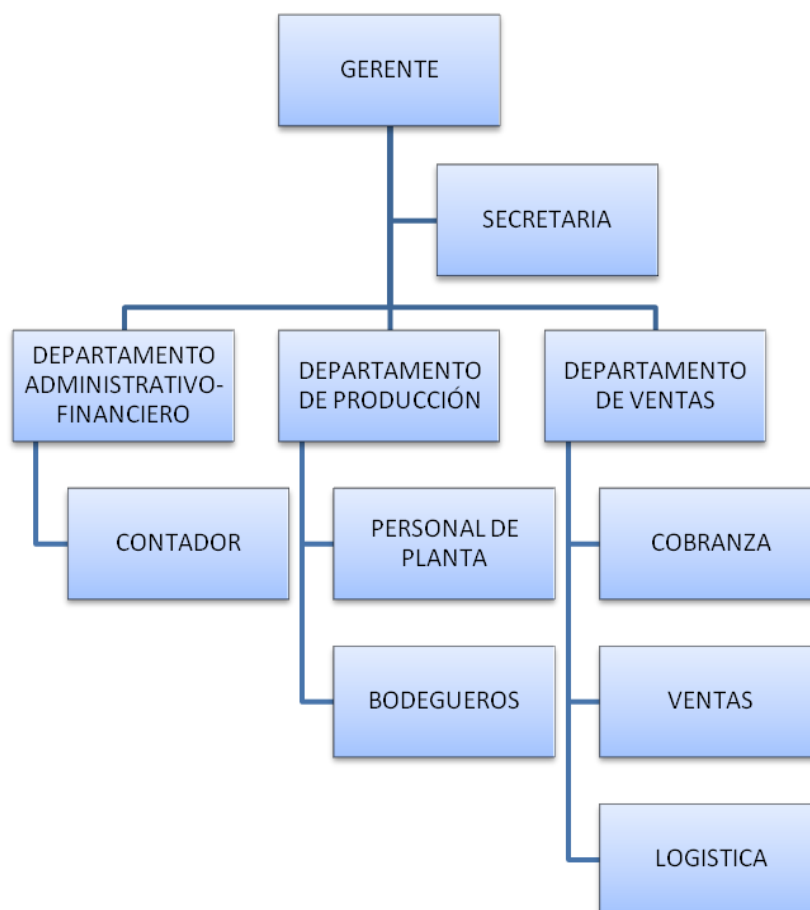 GERENTE
SECRETARIA
DEPARTAMENTO
ADMINISTRATIVO-
FINANCIERO
DEPARTAMENTO
DE PRODUCCIÓN
DEPARTAMENTO
DE VENTAS
CONTADOR
PERSONAL DE
PLANTA
COBRANZA
BODEGUEROS
VENTAS
LOGISTICA